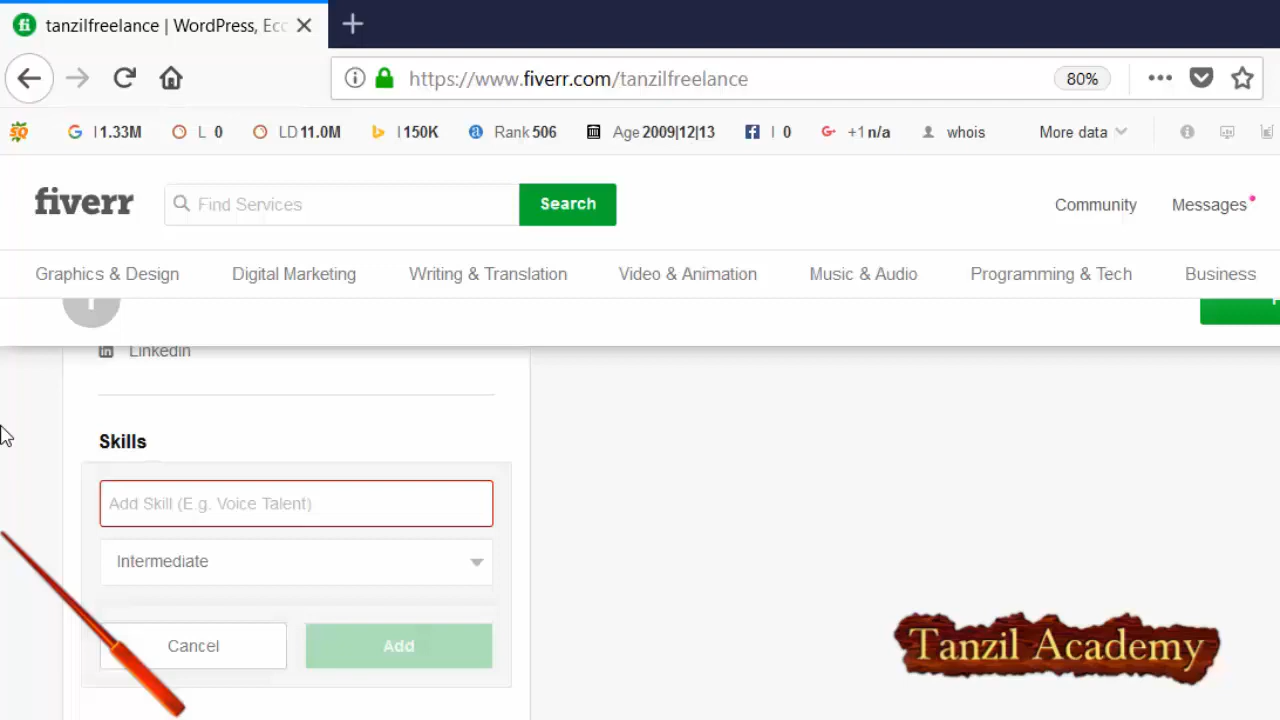 tanzilfreelance | WordPress, Ecc
https://www.fiverr.com/tanzilfreelance 80%
SQ I 1.33M L 0 LD 11.0M I 150K Rank 506 Age 2009|12|13 I 0 +1 n/a whois More data
fiverr Find Services Search Community Messages
Graphics & Design Digital Marketing Writing & Translation Video & Animation Music & Audio Programming & Tech Business
Linkedin
Skills
Add Skill (E.g. Voice Talent)
Intermediate
Cancel Add
Tanzil Academy